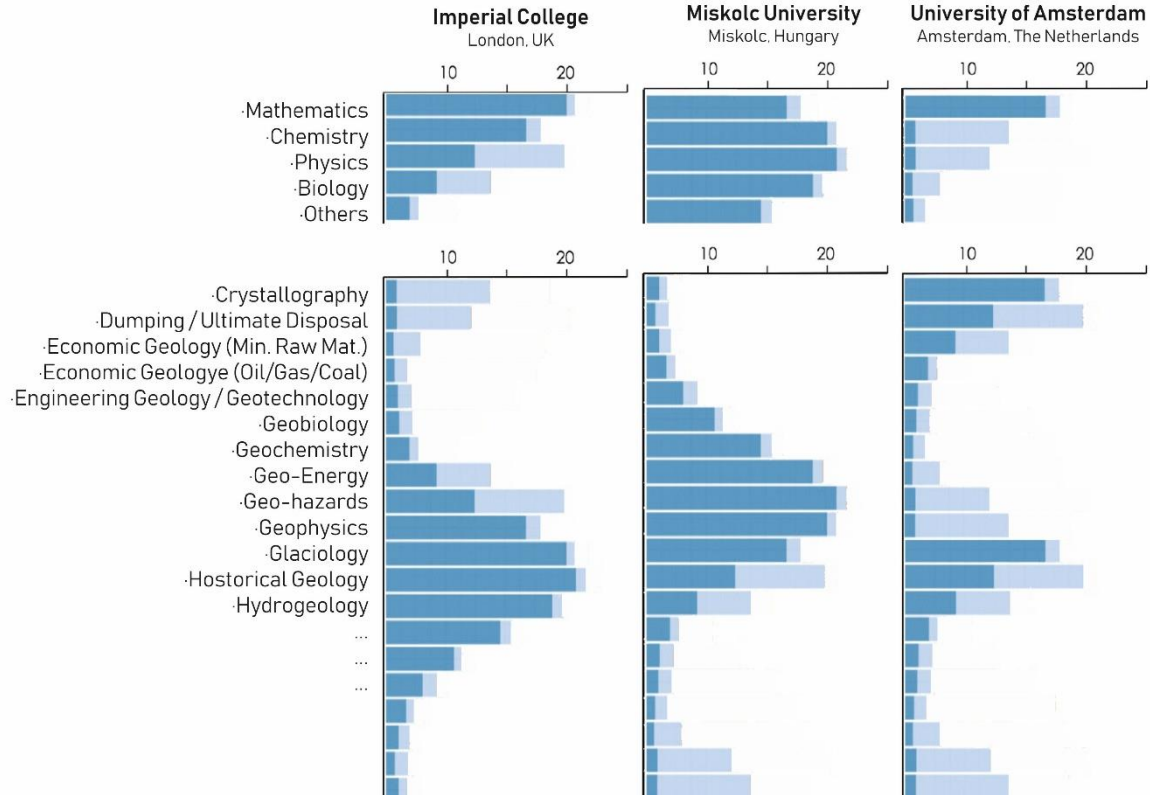 Imperial College
London, UK
Miskolc University
Miskolc, Hungary
University of Amsterdam
Amsterdam, The Netherlands
10 20 10 20 10 20
·Mathematics
·Chemistry
·Physics
·Biology
·Others
10 20 10 20 10 20
·Crystallography
·Dumping / Ultimate Disposal
·Economic Geology (Min. Raw Mat.)
·Economic Geologye (Oil/Gas/Coal)
·Engineering Geology / Geotechnology
·Geobiology
·Geochemistry
·Geo-Energy
·Geo-hazards
·Geophysics
·Glaciology
·Hostorical Geology
·Hydrogeology
...
...
...